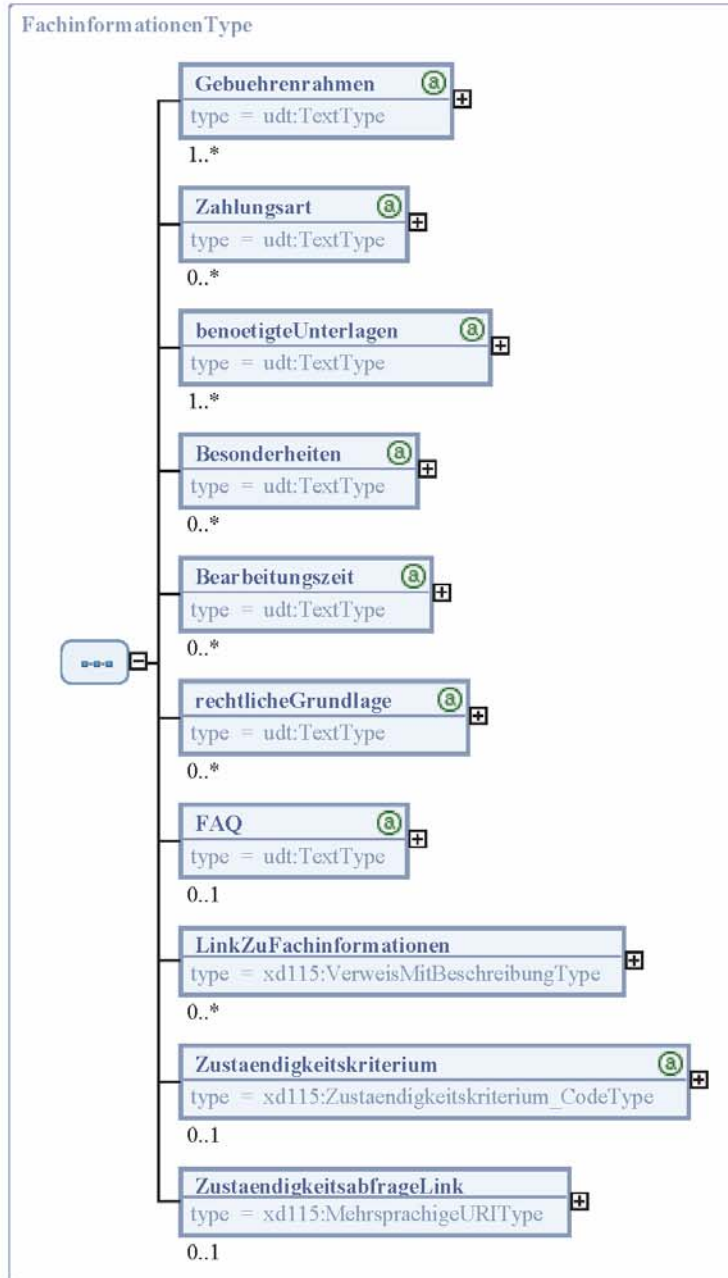 FachinformationenType
Gebuehrenrahmen
type = udt:TextType
1..*
Zahlungsart
type = udt:TextType
0..*
benoetigteUnterlagen
type = udt:TextType
1..*
Besonderheiten
type = udt:TextType
0..*
Bearbeitungszeit
type = udt:TextType
0..*
rechtlicheGrundlage
type = udt:TextType
0..*
FAQ
type = udt:TextType
0..1
LinkZuFachinformationen
type = xd115:VerweisMitBeschreibungType
0..*
Zustaendigkeitskriterium
type = xd115:Zustaendigkeitskriterium_CodeType
0..1
ZustaendigkeitsabfrageLink
type = xd115:MehrsprachigeURIType
0..1